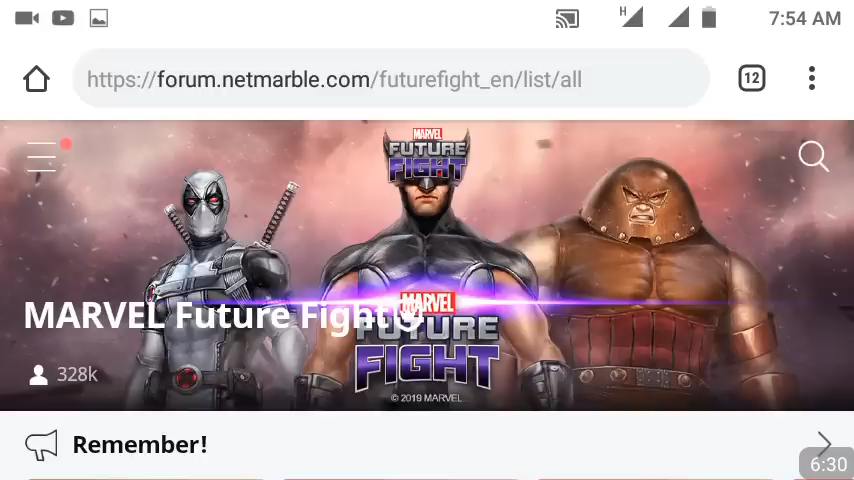 H
7:54 AM
https://forum.netmarble.com/futurefight_en/list/all
12
MARVEL
FUTURE
FIGHT
MARVEL Future Fight
MARVEL
FUTURE
FIGHT
328k
© 2019 MARVEL
Remember!
6:30